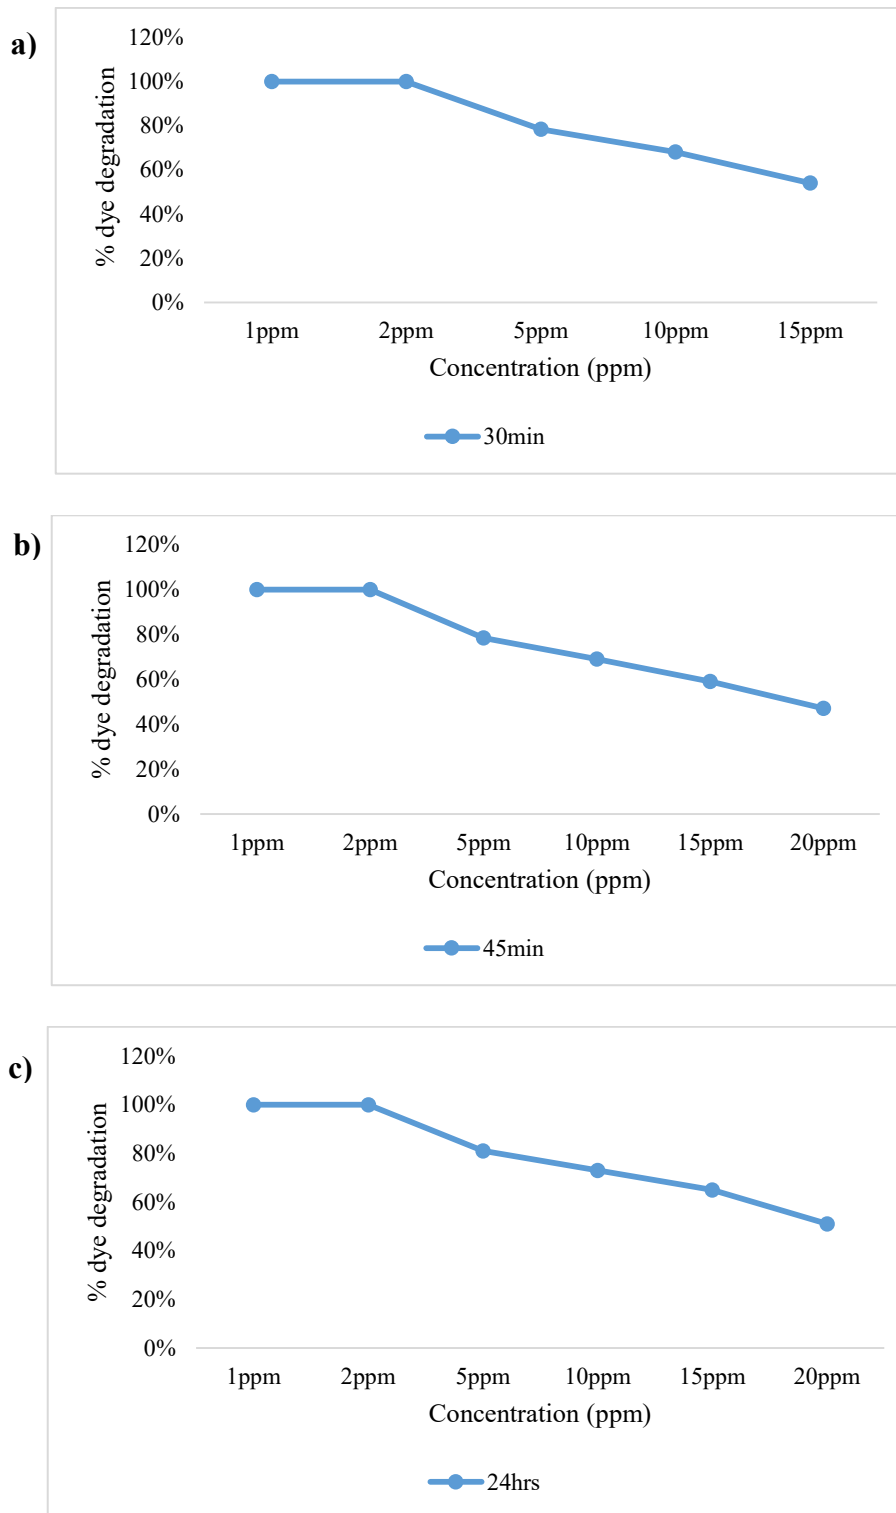 a)
120%
100%
80%
60%
40%
20%
0%
% dye degradation
1ppm 2ppm 5ppm 10ppm 15ppm
Concentration (ppm)
30min
b)
120%
100%
80%
60%
40%
20%
0%
% dye degradation
1ppm 2ppm 5ppm 10ppm 15ppm 20ppm
Concentration (ppm)
45min
c)
120%
100%
80%
60%
40%
20%
0%
% dye degradation
1ppm 2ppm 5ppm 10ppm 15ppm 20ppm
Concentration (ppm)
24hrs